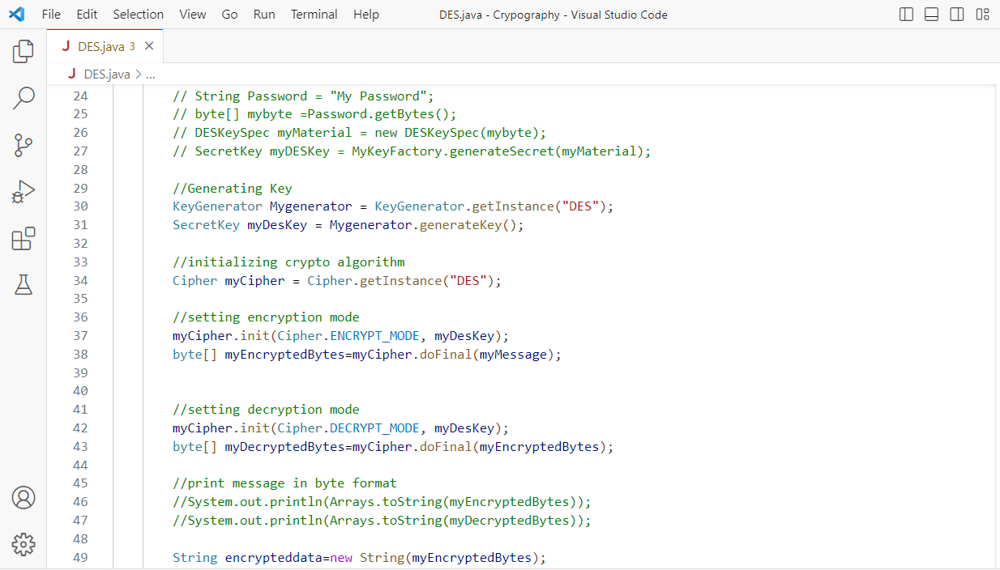 File Edit Selection View Go Run Terminal Help DES.java - Crypography - Visual Studio Code
J DES.java 3 ×
J DES.java > ...
24 // String Password = "My Password";
25 // byte[] mybyte =Password.getBytes();
26 // DESKeySpec myMaterial = new DESKeySpec(mybyte);
27 // SecretKey myDESKey = MyKeyFactory.generateSecret(myMaterial);
28
29 //Generating Key
30 KeyGenerator Mygenerator = KeyGenerator.getInstance("DES");
31 SecretKey myDesKey = Mygenerator.generateKey();
32
33 //initializing crypto algorithm
34 Cipher myCipher = Cipher.getInstance("DES");
35
36 //setting encryption mode
37 myCipher.init(Cipher.ENCRYPT_MODE, myDesKey);
38 byte[] myEncryptedBytes=myCipher.doFinal(myMessage);
39
40
41 //setting decryption mode
42 myCipher.init(Cipher.DECRYPT_MODE, myDesKey);
43 byte[] myDecryptedBytes=myCipher.doFinal(myEncryptedBytes);
44
45 //print message in byte format
46 //System.out.println(Arrays.toString(myEncryptedBytes));
47 //System.out.println(Arrays.toString(myDecryptedBytes));
48
49 String encrypteddata=new String(myEncryptedBytes);